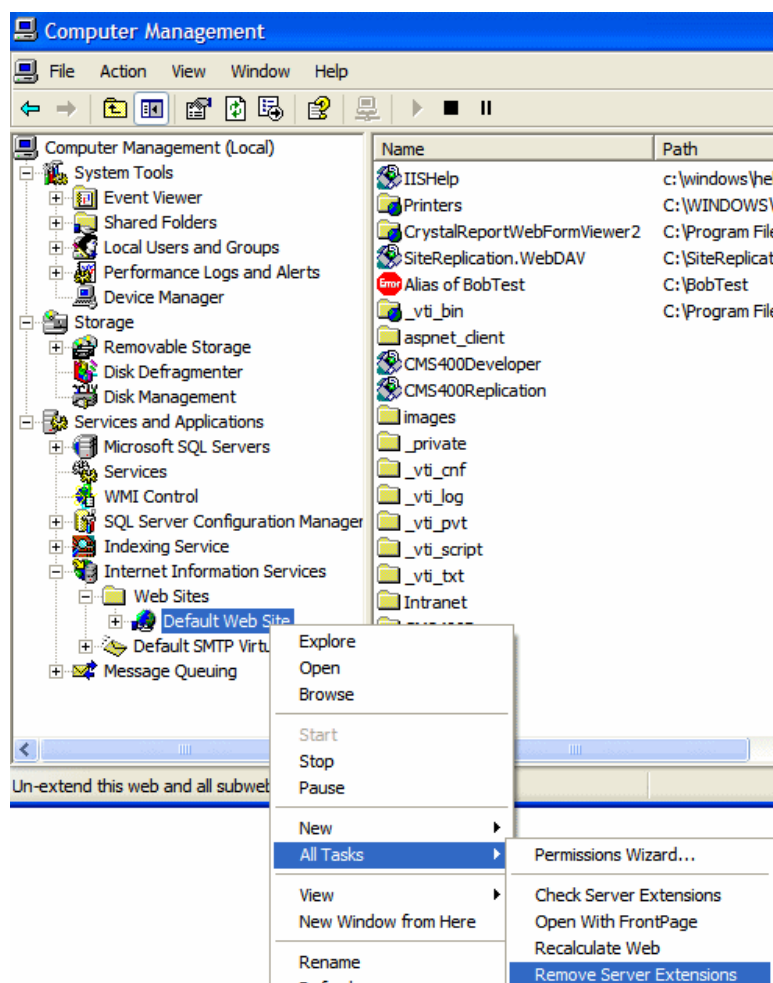 Computer Management
File Action View Window Help
Computer Management (Local)
System Tools
Event Viewer
Shared Folders
Local Users and Groups
Performance Logs and Alerts
Device Manager
Storage
Removable Storage
Disk Defragmenter
Disk Management
Services and Applications
Microsoft SQL Servers
Services
WMI Control
SQL Server Configuration Manager
Indexing Service
Internet Information Services
Web Sites
Default Web Site
Default SMTP Virtu
Message Queuing
Name Path
IISHelp c:\windows\hel
Printers C:\WINDOWS\
CrystalReportWebFormViewer2 C:\Program File
SiteReplication.WebDAV C:\SiteReplicat
Error Alias of BobTest C:\BobTest
_vti_bin C:\Program File
aspnet_client
CMS400Developer
CMS400Replication
images
_private
_vti_cnf
_vti_log
_vti_pvt
_vti_script
_vti_txt
Intranet
Un-extend this web and all subweb
Explore
Open
Browse
Start
Stop
Pause
New
All Tasks
View
New Window from Here
Rename
Permissions Wizard...
Check Server Extensions
Open With FrontPage
Recalculate Web
Remove Server Extensions